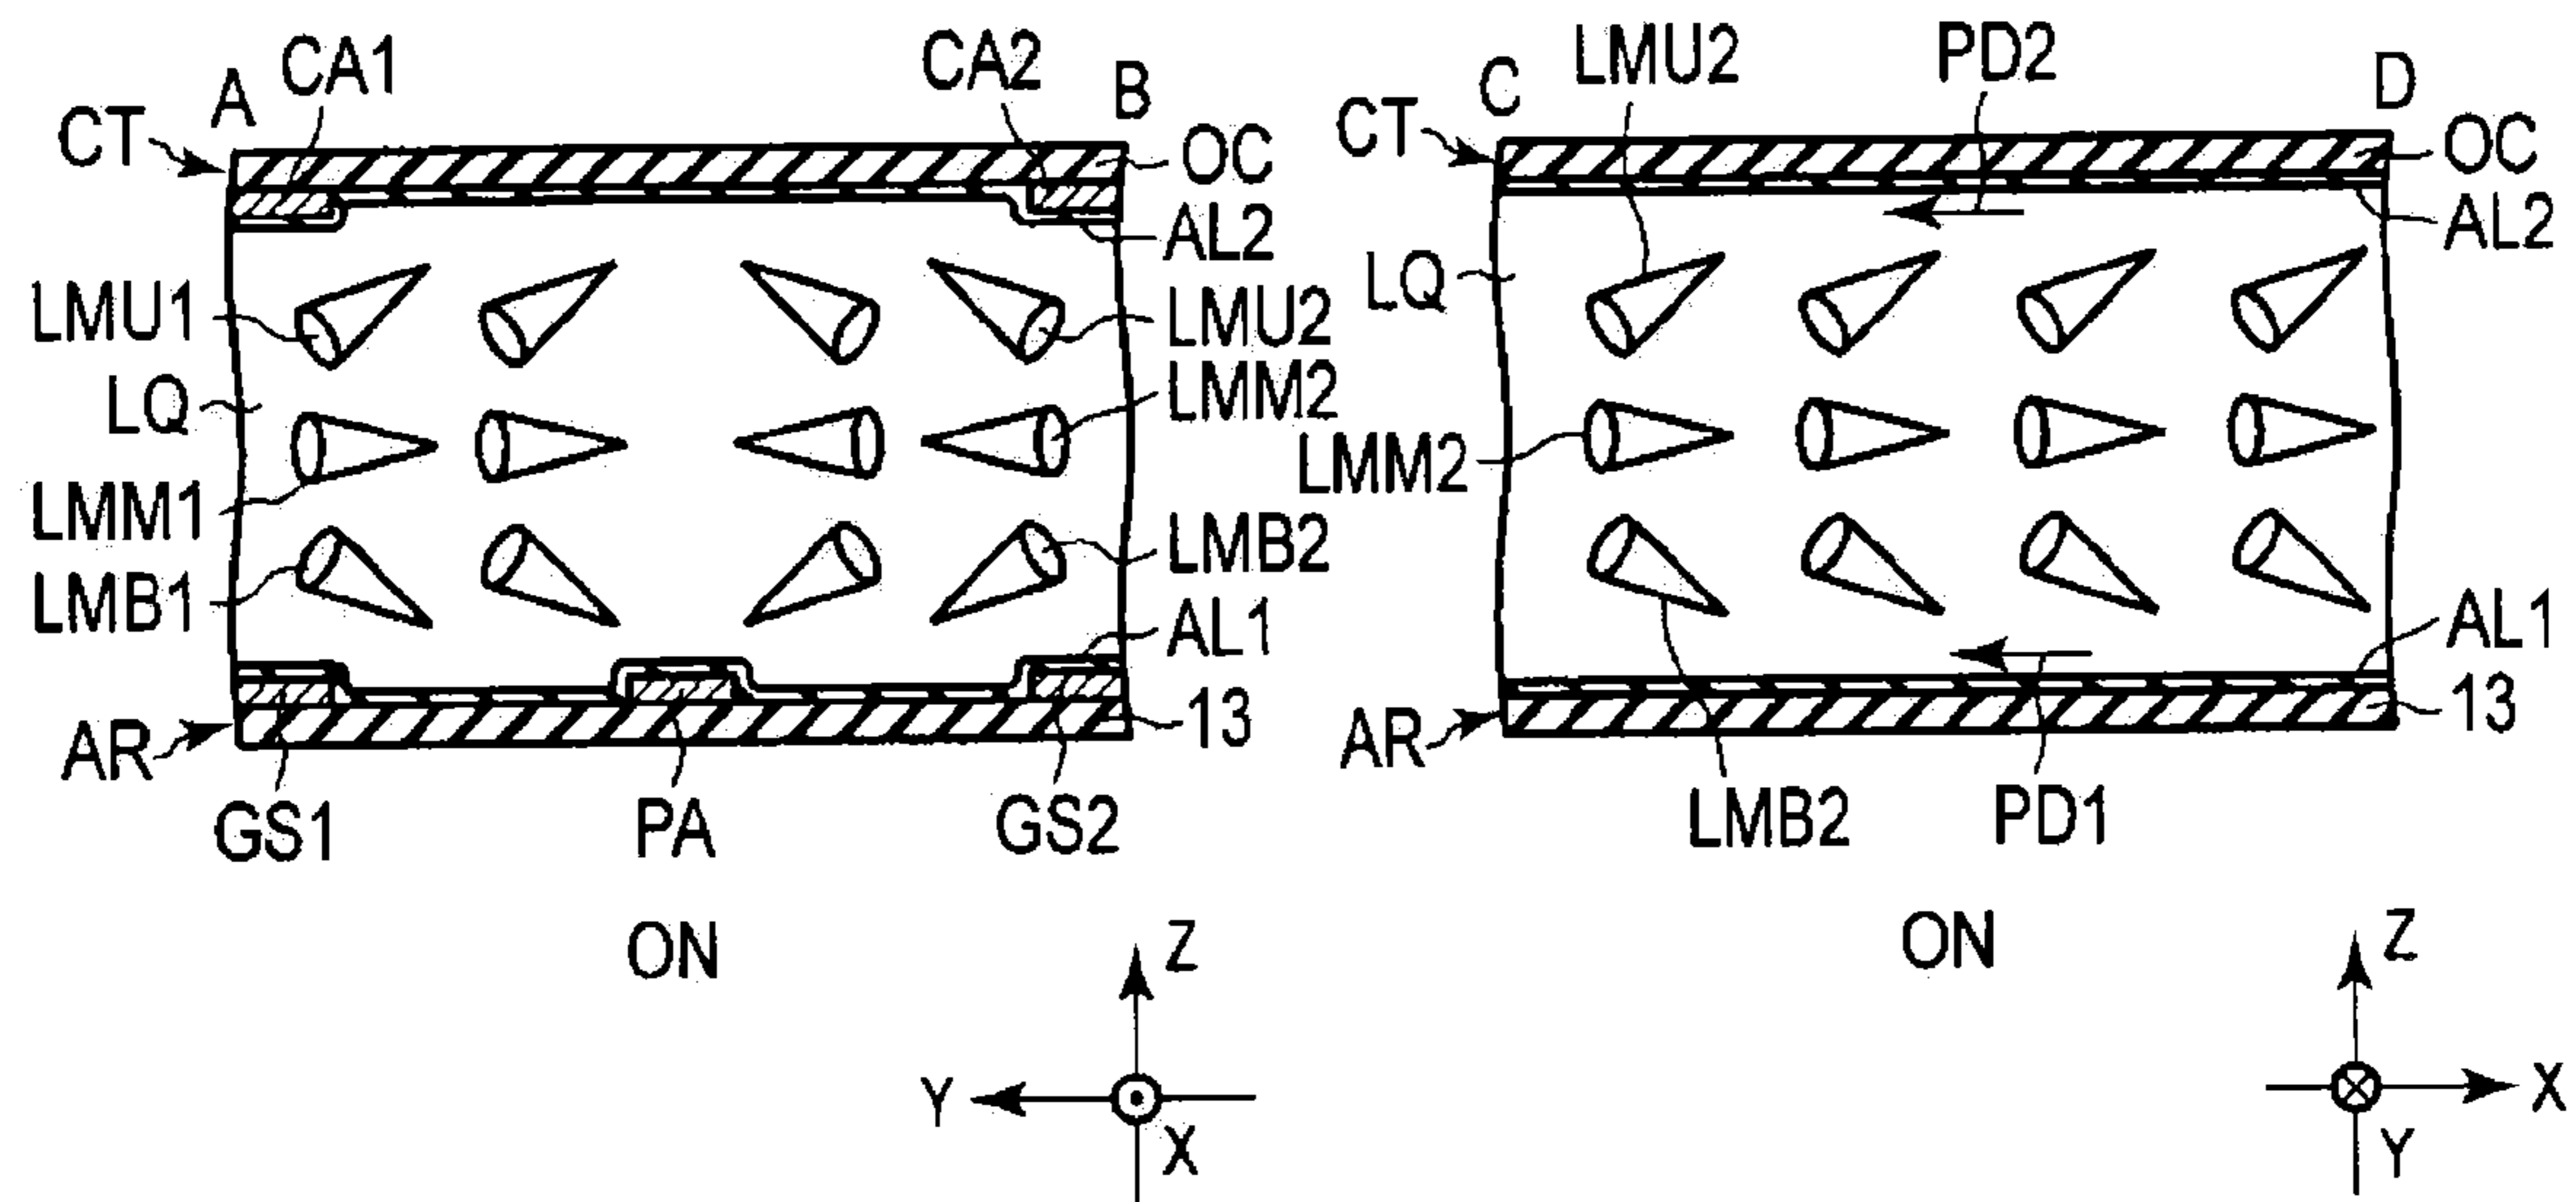 A
CA1
CA2
B
CT
OC
AL2
LMU1
LMU2
LMM2
LQ
LMM1
LMB2
LMB1
AL1
13
AR
GS1
PA
GS2
ON
Z
Y
X
C
LMU2
PD2
D
CT
OC
AL2
LQ
LMM2
AL1
13
AR
LMB2
PD1
ON
Z
X
Y